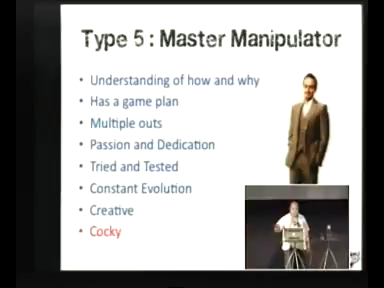 Type 5 : Master Manipulator
• Understanding of how and why
• Has a game plan
• Multiple outs
• Passion and Dedication
• Tried and Tested
• Constant Evolution
• Creative
• Cocky